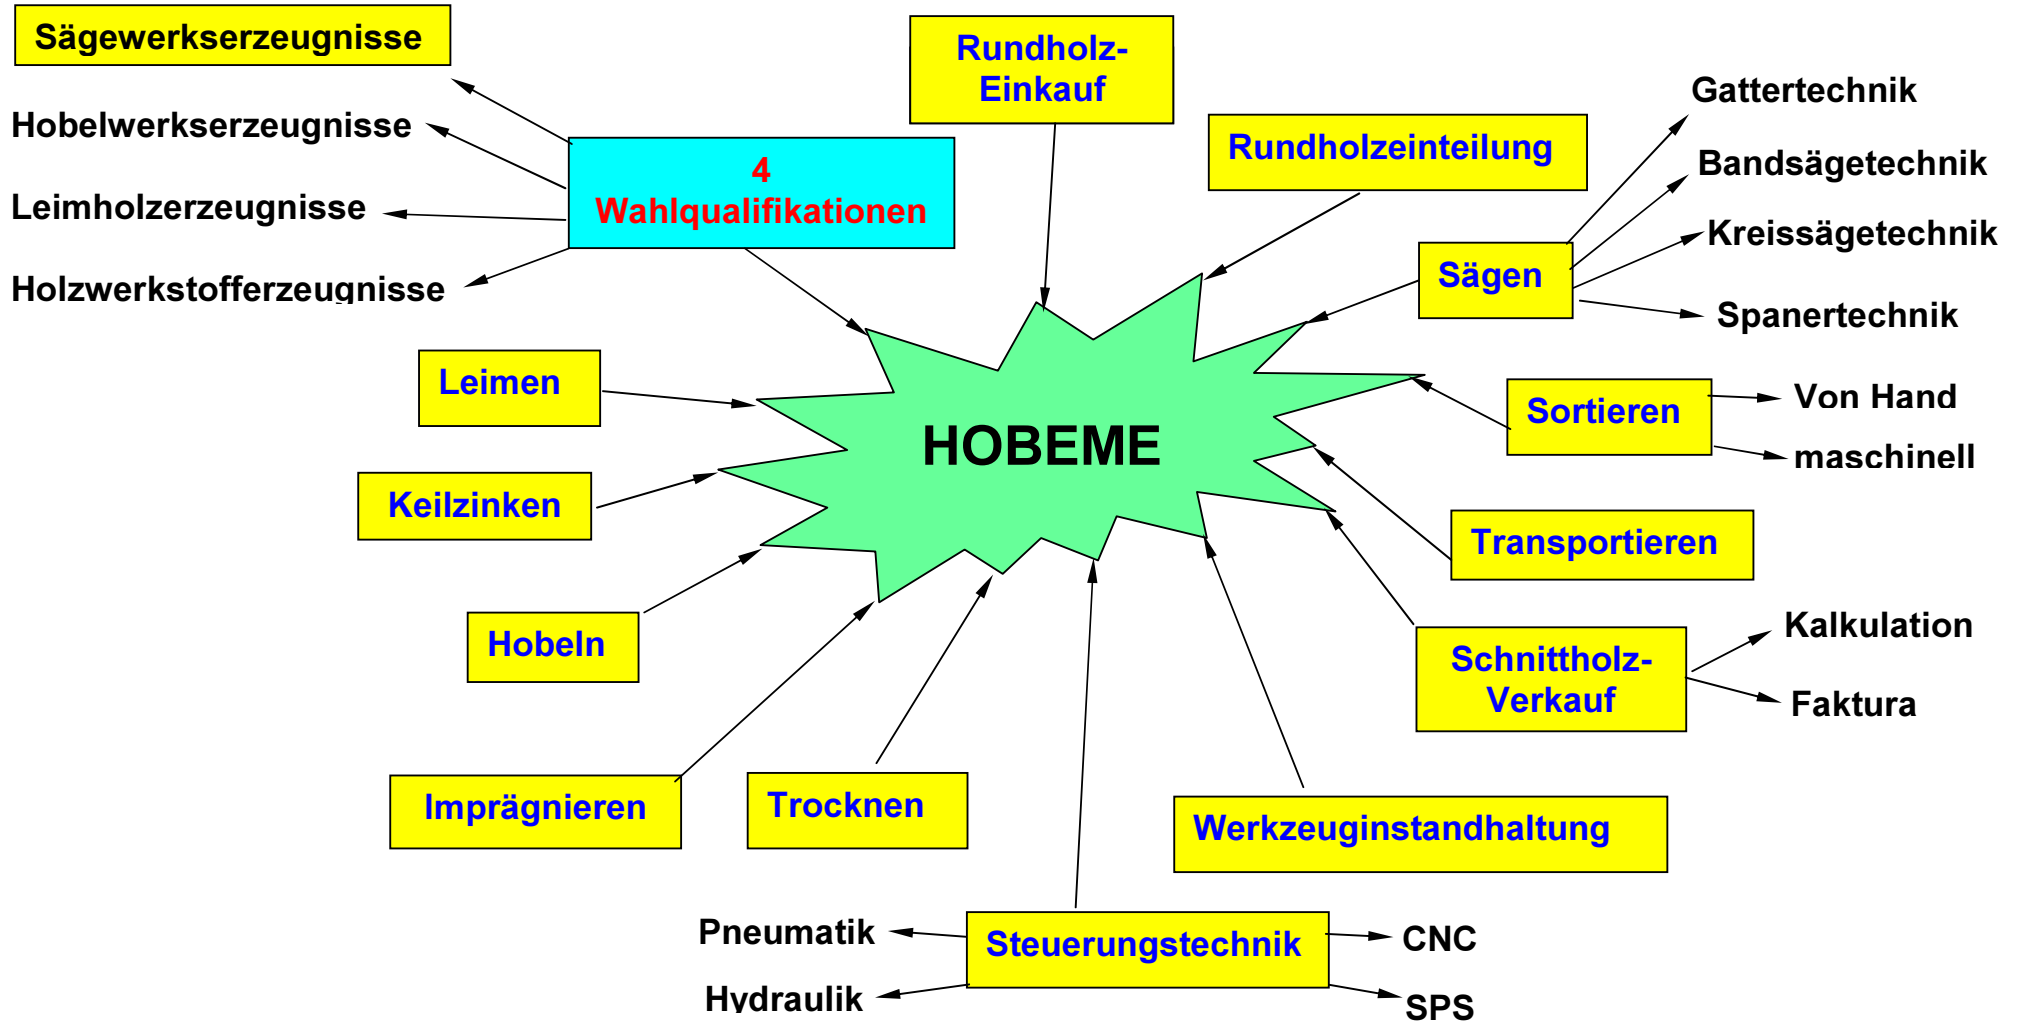 Sägewerkserzeugnisse
Hobelwerkserzeugnisse
Leimholzerzeugnisse
Holzwerkstofferzeugnisse
4
Wahlqualifikationen
Rundholz-
Einkauf
Rundholzeinteilung
Gattertechnik
Bandsägetechnik
Kreissägetechnik
Spanertechnik
Sägen
Leimen
Sortieren
Von Hand
maschinell
HOBEME
Keilzinken
Transportieren
Hobeln
Schnittholz-
Verkauf
Kalkulation
Faktura
Imprägnieren
Trocknen
Werkzeuginstandhaltung
Pneumatik
Hydraulik
Steuerungstechnik
CNC
SPS